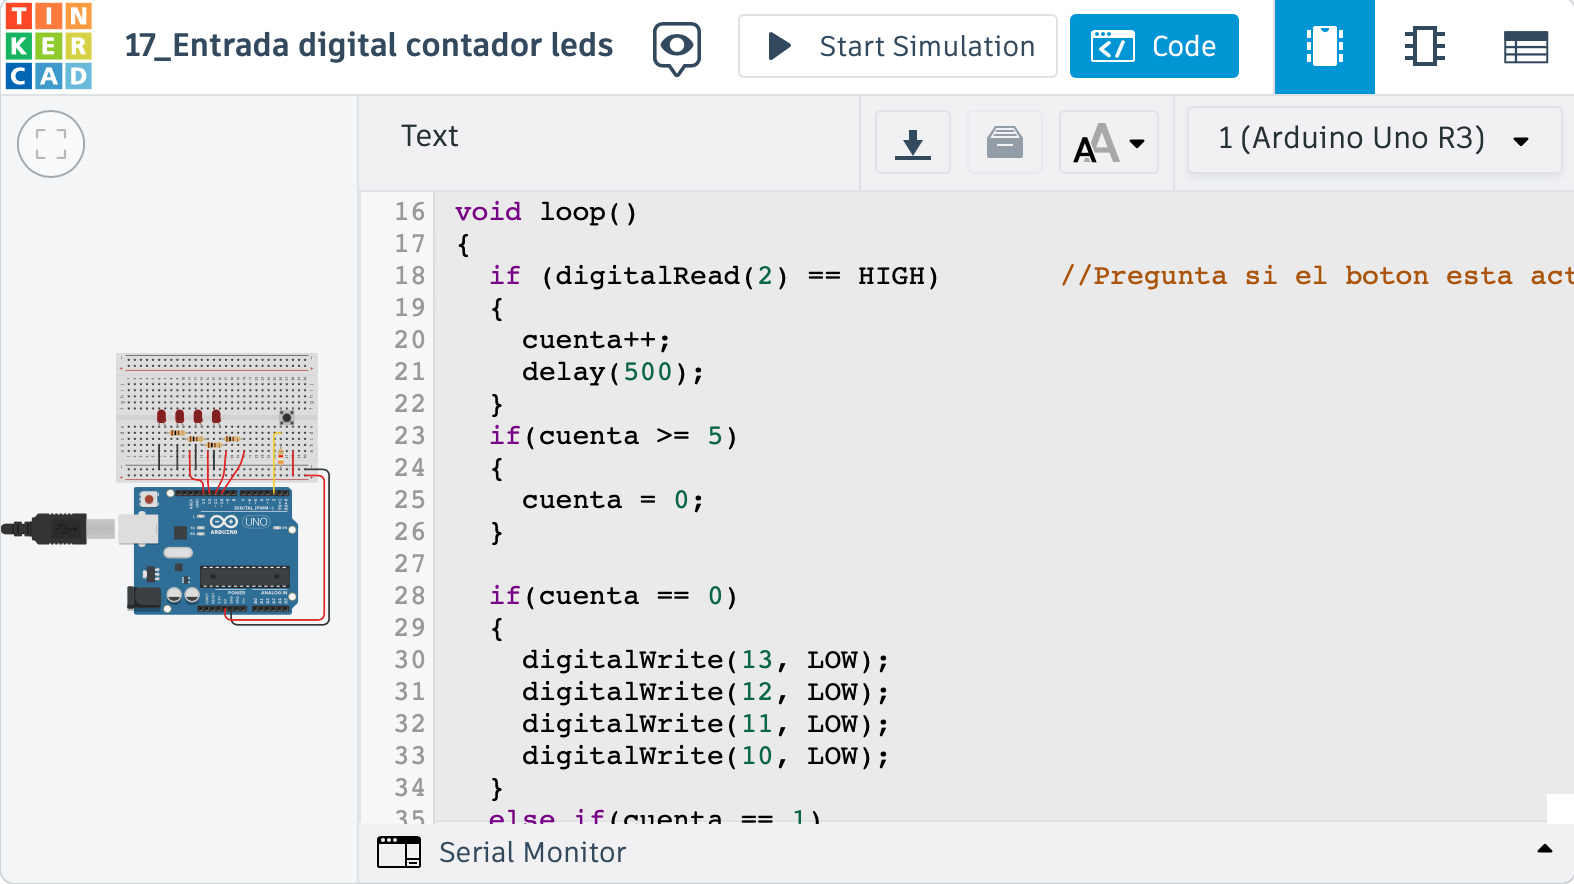 TIN
KER
CAD
17_Entrada digital contador leds
Start Simulation
Code
Text
1 (Arduino Uno R3)
16 void loop()
17 {
18 if (digitalRead(2) == HIGH) //Pregunta si el boton esta act
19 {
20 cuenta++;
21 delay(500);
22 }
23 if(cuenta >= 5)
24 {
25 cuenta = 0;
26 }
27
28 if(cuenta == 0)
29 {
30 digitalWrite(13, LOW);
31 digitalWrite(12, LOW);
32 digitalWrite(11, LOW);
33 digitalWrite(10, LOW);
34 }
35 else if(cuenta == 1)
DIGITAL (PWM~)
UNO
ARDUINO
POWER
ANALOG IN
Serial Monitor